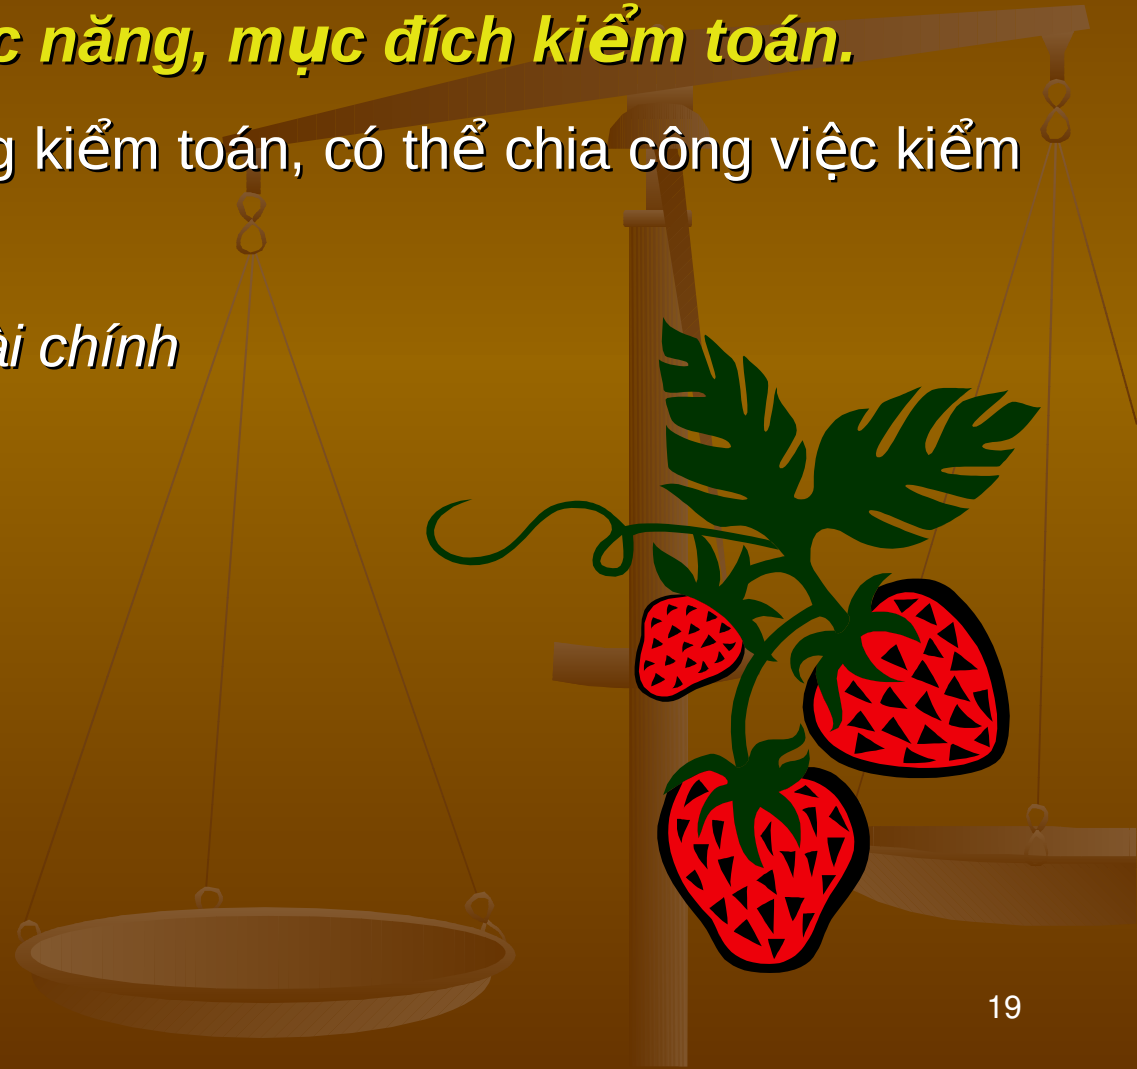 c năng, mục đích kiểm toán.
g kiểm toán, có thể chia công việc kiểm
ài chính
19